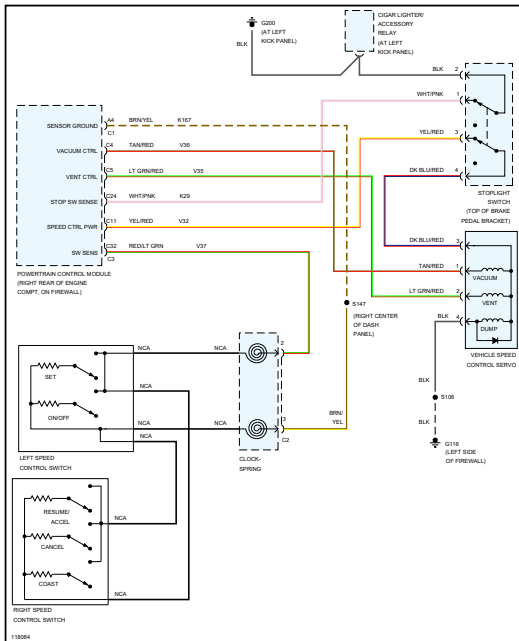 G200
(AT LEFT
KICK PANEL)
BLK
CIGAR LIGHTER/
ACCESSORY
RELAY
(AT LEFT
KICK PANEL)
BLK
2
WHT/PNK
1
YEL/RED
3
DK BLU/RED
4
STOPLIGHT
SWITCH
(TOP OF BRAKE
PEDAL BRACKET)
SENSOR GROUND
A4
BRN/YEL
K167
C1
VACUUM CTRL
C4
TAN/RED
V36
VENT CTRL
C5
LT GRN/RED
V35
STOP SW SENSE
C24
WHT/PNK
K29
SPEED CTRL PWR
C11
YEL/RED
V32
SW SENS
C32
RED/LT GRN
V37
C3
POWERTRAIN CONTROL MODULE
(RIGHT REAR OF ENGINE
COMPT, ON FIREWALL)
DK BLU/RED
3
TAN/RED
1
VACUUM
LT GRN/RED
2
VENT
BLK
4
DUMP
VEHICLE SPEED
CONTROL SERVO
S147
(RIGHT CENTER
OF DASH
PANEL)
BLK
S106
BLK
G116
(LEFT SIDE
OF FIREWALL)
NCA
NCA
2
SET
NCA
ON/OFF
NCA
NCA
NCA
3
C2
BRN/
YEL
LEFT SPEED
CONTROL SWITCH
CLOCK-
SPRING
RESUME/
ACCEL
NCA
CANCEL
COAST
NCA
RIGHT SPEED
CONTROL SWITCH
118084